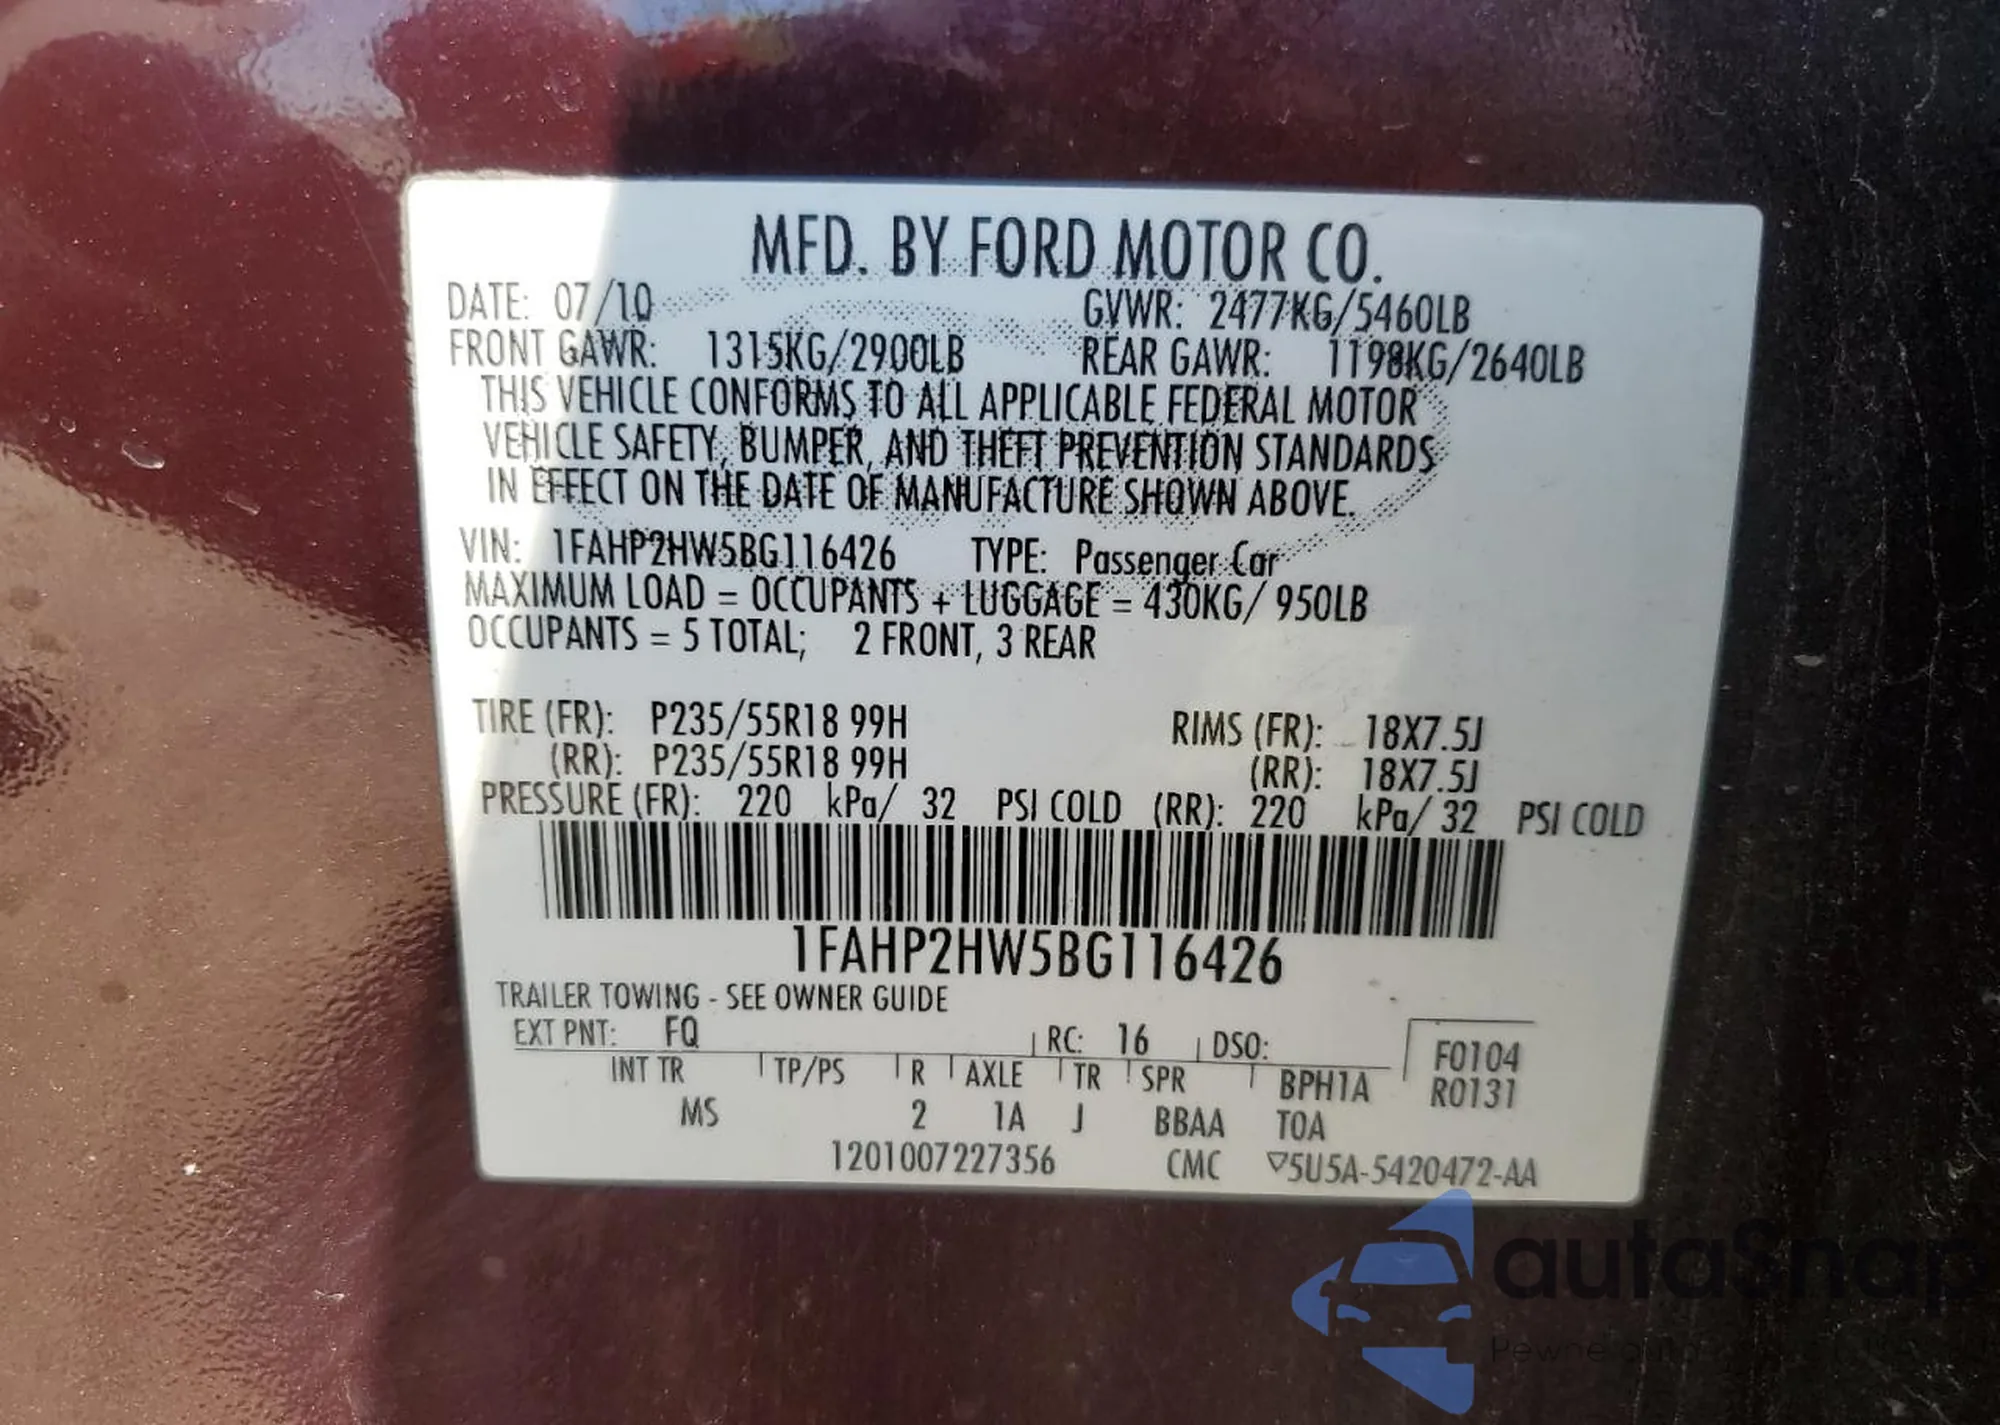 MFD. BY FORD MOTOR CO.
DATE: 07/10 GVWR: 2477KG/5460LB
FRONT GAWR: 1315KG/2900LB REAR GAWR: 1198KG/2640LB
THIS VEHICLE CONFORMS TO ALL APPLICABLE FEDERAL MOTOR
VEHICLE SAFETY, BUMPER, AND THEFT PREVENTION STANDARDS
IN EFFECT ON THE DATE OF MANUFACTURE SHOWN ABOVE.
VIN: 1FAHP2HW5BG116426 TYPE: Passenger Car
MAXIMUM LOAD = OCCUPANTS + LUGGAGE = 430KG/ 950LB
OCCUPANTS = 5 TOTAL; 2 FRONT, 3 REAR
TIRE (FR): P235/55R18 99H RIMS (FR): 18X7.5J
(RR): P235/55R18 99H (RR): 18X7.5J
PRESSURE (FR): 220 kPa/ 32 PSI COLD (RR): 220 kPa/ 32 PSI COLD
1FAHP2HW5BG116426
TRAILER TOWING - SEE OWNER GUIDE
EXT PNT: FQ RC: 16 DSO: F0104
INT TR TP/PS R AXLE TR SPR BPH1A R0131
MS 2 1A J BBAA TOA
1201007227356 CMC ▽5U5A-5420472-AA
autaSnap
Pewne auto